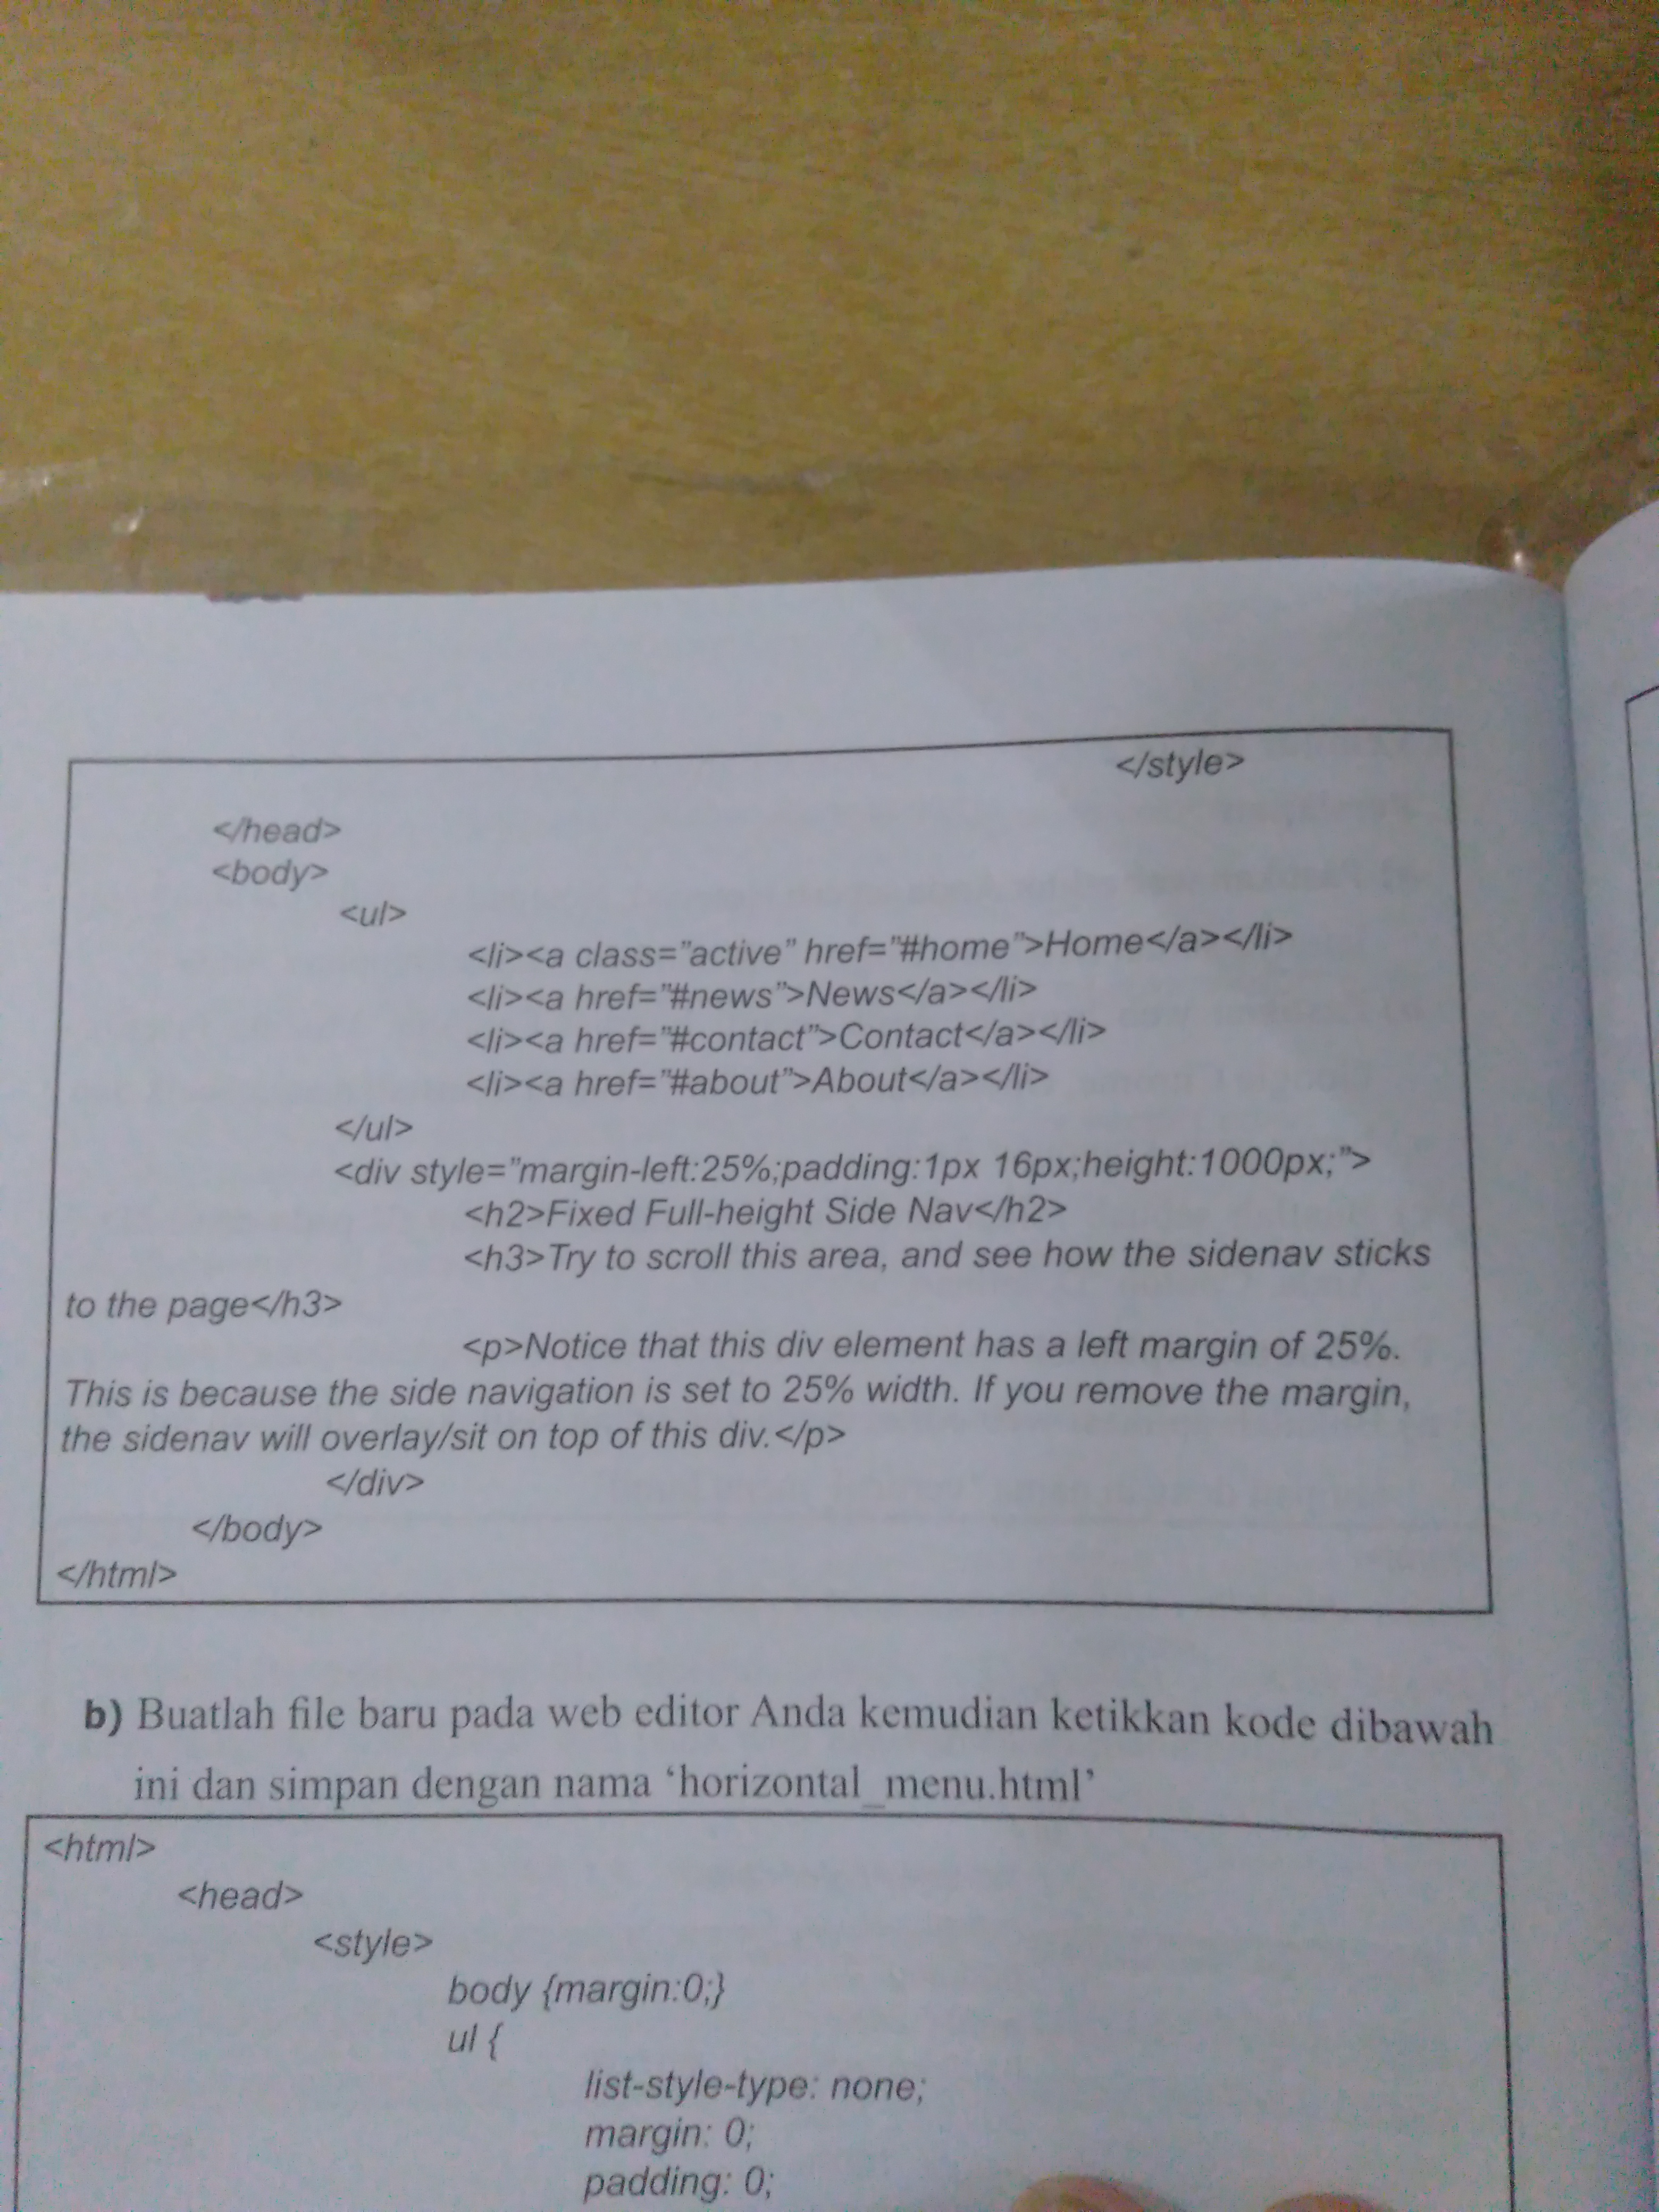 </style>
</head>
<body>
<ul>
<li><a class="active" href="#home">Home</a></li>
<li><a href="#news">News</a></li>
<li><a href="#contact">Contact</a></li>
<li><a href="#about">About</a></li>
</ul>
<div style="margin-left:25%;padding:1px 16px;height:1000px;">
<h2>Fixed Full-height Side Nav</h2>
<h3>Try to scroll this area, and see how the sidenav sticks
to the page</h3>
<p>Notice that this div element has a left margin of 25%.
This is because the side navigation is set to 25% width. If you remove the margin,
the sidenav will overlay/sit on top of this div.</p>
</div>
</body>
</html>
b) Buatlah file baru pada web editor Anda kemudian ketikkan kode dibawah
ini dan simpan dengan nama ‘horizontal_menu.html’
<html>
<head>
<style>
body {margin:0;}
ul {
list-style-type: none;
margin: 0;
padding: 0;